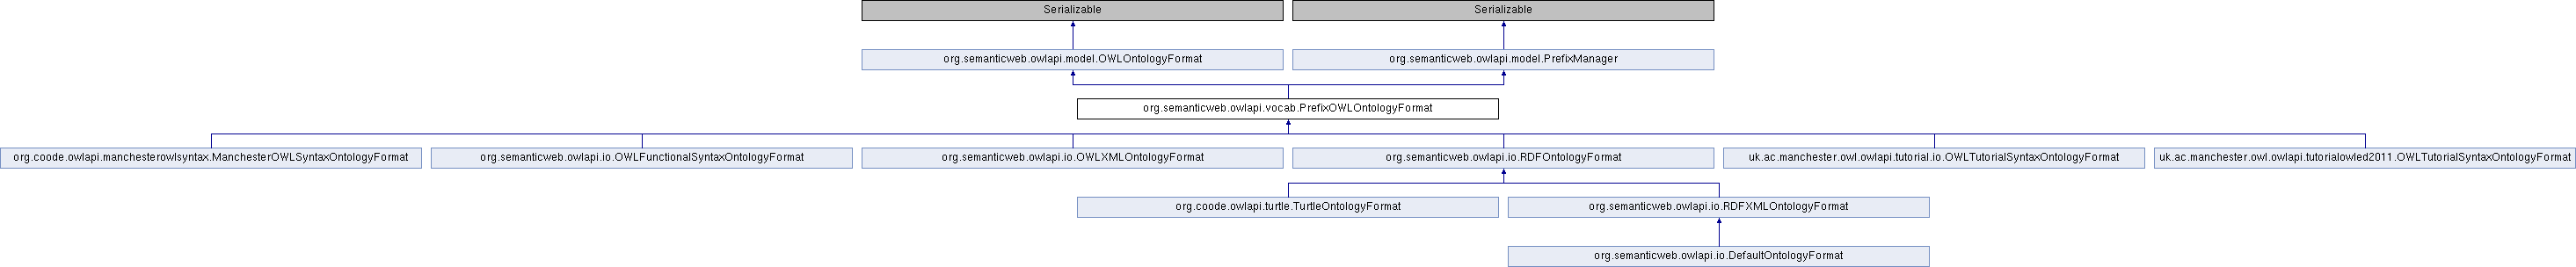 Serializable
Serializable
org.semanticweb.owlapi.model.OWLOntologyFormat
org.semanticweb.owlapi.model.PrefixManager
org.semanticweb.owlapi.vocab.PrefixOWLOntologyFormat
org.coode.owlapi.manchesterowlsyntax.ManchesterOWLSyntaxOntologyFormat
org.semanticweb.owlapi.io.OWLFunctionalSyntaxOntologyFormat
org.semanticweb.owlapi.io.OWLXMLOntologyFormat
org.semanticweb.owlapi.io.RDFOntologyFormat
uk.ac.manchester.owl.owlapi.tutorial.io.OWLTutorialSyntaxOntologyFormat
uk.ac.manchester.owl.owlapi.tutorialowled2011.OWLTutorialSyntaxOntologyFormat
org.coode.owlapi.turtle.TurtleOntologyFormat
org.semanticweb.owlapi.io.RDFXMLOntologyFormat
org.semanticweb.owlapi.io.DefaultOntologyFormat